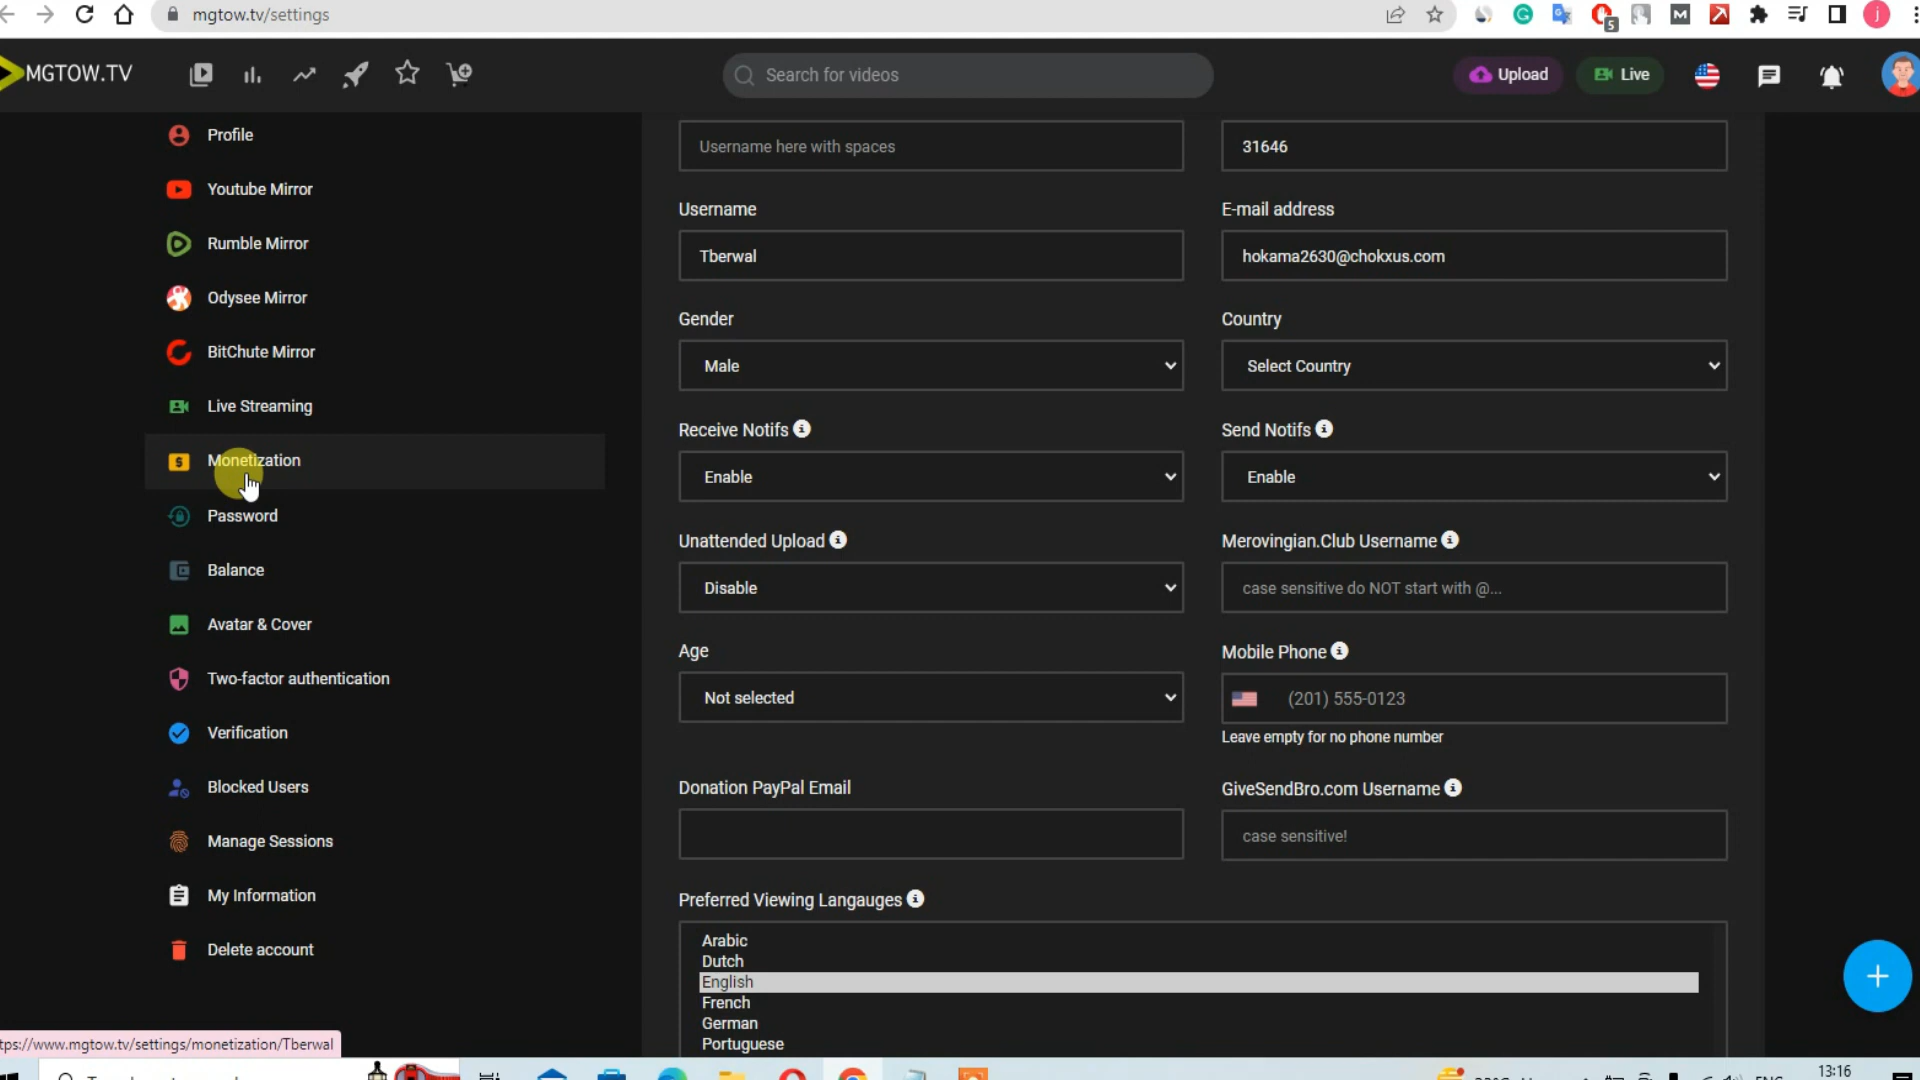 mgtow.tv/settings
5
j
MGTOW.TV
Search for videos
Upload
Live
Profile
Youtube Mirror
Rumble Mirror
Odysee Mirror
BitChute Mirror
Live Streaming
Monetization
Password
Balance
Avatar & Cover
Two-factor authentication
Verification
Blocked Users
Manage Sessions
My Information
Delete account
Username here with spaces
31646
Username
E-mail address
Tberwal
hokama2630@chokxus.com
Gender
Country
Male
Select Country
Receive Notifs
Send Notifs
Enable
Enable
Unattended Upload
Merovingian.Club Username
Disable
case sensitive do NOT start with @...
Age
Mobile Phone
Not selected
(201) 555-0123
Leave empty for no phone number
Donation PayPal Email
GiveSendBro.com Username
case sensitive!
Preferred Viewing Langauges
Arabic
Dutch
English
French
German
Portuguese
tps://www.mgtow.tv/settings/monetization/Tberwal
13:16